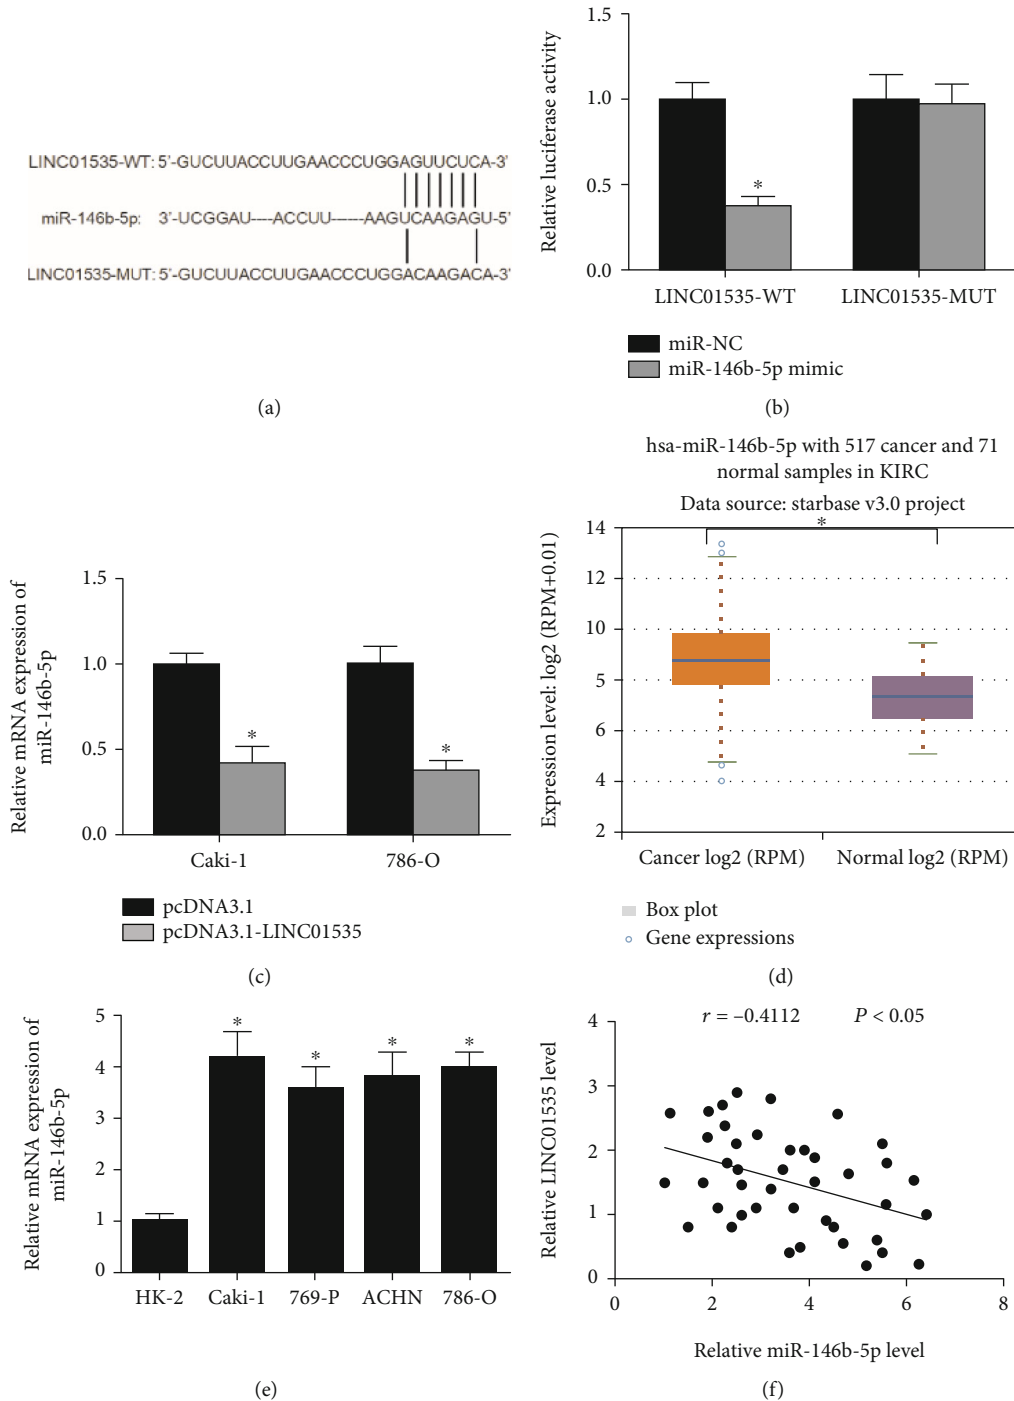 LINC01535-WT: 5'-GUCUUACCUUGAACCCUGGAGUUCUCA-3'
miR-146b-5p: 3'-UCGGAU----ACCUU------AAGUCAAGAGU-5'
LINC01535-MUT: 5'-GUCUUACCUUGAACCCUGGACAAGACA-3'
(a)
Relative luciferase activity
1.5
1.0
0.5
0.0
*
LINC01535-WT LINC01535-MUT
miR-NC
miR-146b-5p mimic
(b)
Relative mRNA expression of
miR-146b-5p
1.5
1.0
0.5
0.0
* *
Caki-1 786-O
pcDNA3.1
pcDNA3.1-LINC01535
(c)
hsa-miR-146b-5p with 517 cancer and 71
normal samples in KIRC
Data source: starbase v3.0 project
*
Expression level: log2 (RPM+0.01)
14
12
10
5
6
4
2
Cancer log2 (RPM) Normal log2 (RPM)
Box plot
Gene expressions
(d)
Relative mRNA expression of
miR-146b-5p
5
4
3
2
1
0
* * * *
HK-2 Caki-1 769-P ACHN 786-O
(e)
r = –0.4112 P < 0.05
Relative LINC01535 level
4
3
2
1
0
0 2 4 6 8
Relative miR-146b-5p level
(f)